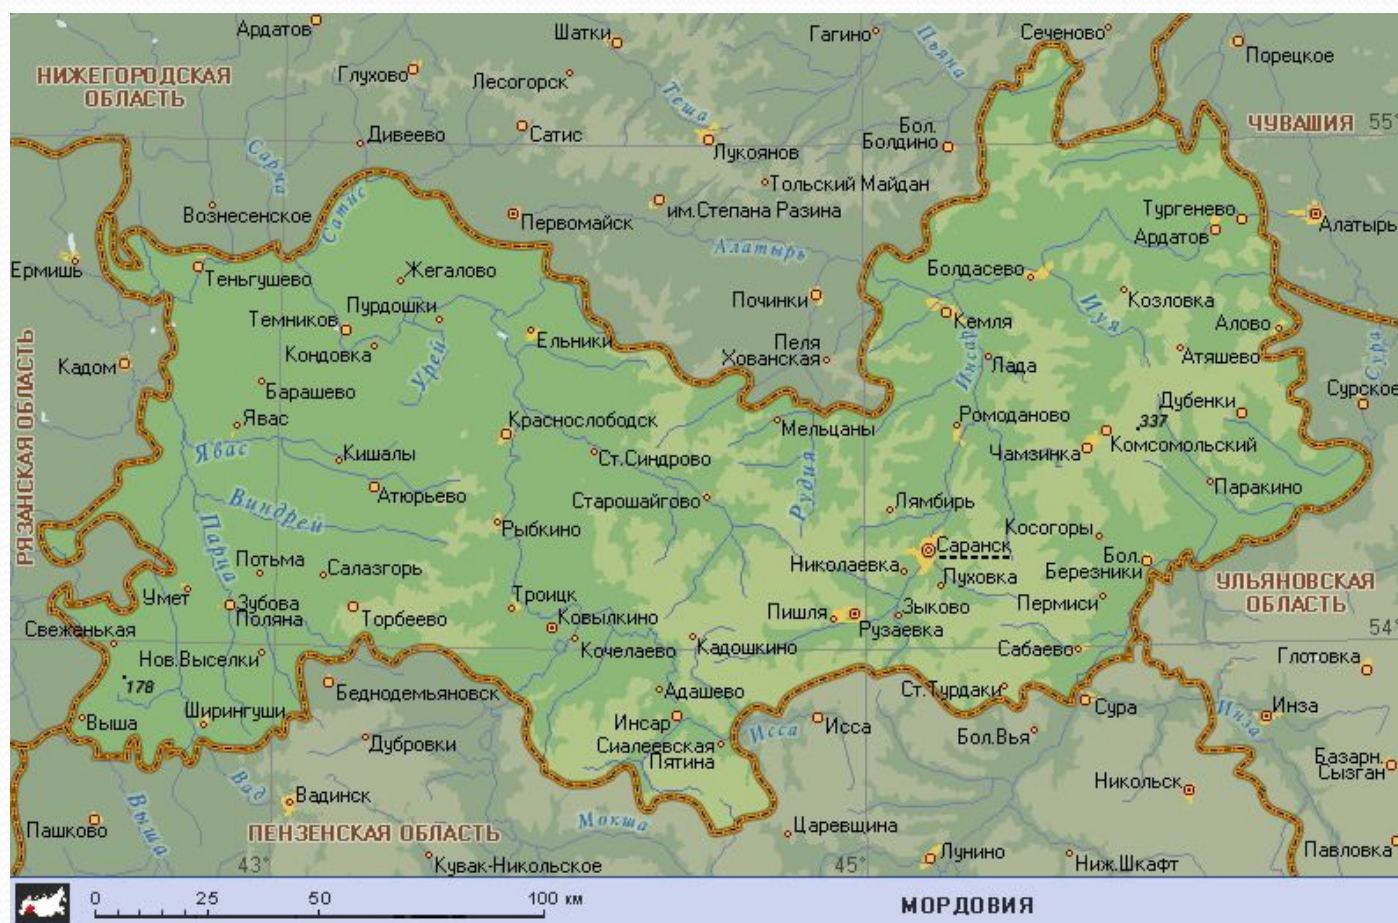 Ардатов
Шатки
Гагино
Пьяна
Сеченово
Порецкое
НИЖЕГОРОДСКАЯ
ОБЛАСТЬ
Глухово
Лесогорск
Теша
ЧУВАШИЯ
55°
Сарма
Дивеево
Сатис
Лукоянов
Бол.
Болдино
Тольский Майдан
Вознесенское
Сатис
Первомайск
им.Степана Разина
Алатырь
Тургенево
Ардатов
Алатырь
Ермишь
Теньгушево
Жегалово
Болдасево
Пурдошки
Починки
Козловка
Темников
Кемля
Иуя
Алово
Кондовка
Ельники
Пеля
Хованская
Инсар
Лада
Атяшево
Сура
Кадом
Урей
Барашево
Сурское
РЯЗАНСКАЯ ОБЛАСТЬ
Явас
Краснослободск
Мельцаны
Ромоданово
Дубенки
337
Комсомольский
Чамзинка
Явас
Кишалы
Ст.Синдрово
Атюрьево
Старошайгово
Рудня
Паракино
Виндрей
Лямбирь
Парца
Рыбкино
Косогоры
Саранск
Потьма
Салазгорь
Николаевка
Пуховка
Бол.
Березники
УЛЬЯНОВСКАЯ
ОБЛАСТЬ
Умет
Зубова
Поляна
Торбеево
Троицк
Ковылкино
Пишля
Рузаевка
Зыково
Пермиси
Свеженькая
54°
Нов.Выселки
Кочелаево
Кадошкино
Сабаево
Глотовка
178
Беднодемьяновск
Адашево
Ст.Турдаки
Выша
Ширингуши
Инсар
Исса
Исса
Сура
Инза
Инза
Дубровки
Сиалеевская
Пятина
Бол.Вья
Базарн.
Сызган
Вад
Никольск
Выша
Вадинск
Пашково
ПЕНЗЕНСКАЯ ОБЛАСТЬ
Мокша
Царевщина
43°
Кувак-Никольское
45°
Лунино
Ниж.Шкафт
Павловка
0 25 50 100 км
МОРДОВИЯ